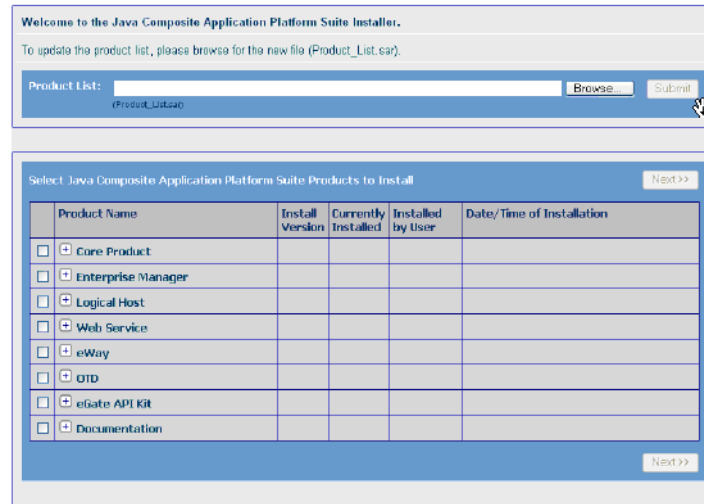 Welcome to the Java Composite Application Platform Suite Installer.
To update the product list, please browse for the new file (Product_List.sar).
Product List:
Browse...
Submit
(Product_List.sar)
Select Java Composite Application Platform Suite Products to Install
Next >>
Product Name
Install Version
Currently Installed
Installed by User
Date/Time of Installation
Core Product
Enterprise Manager
Logical Host
Web Service
eWay
OTD
eGate API Kit
Documentation
Next >>